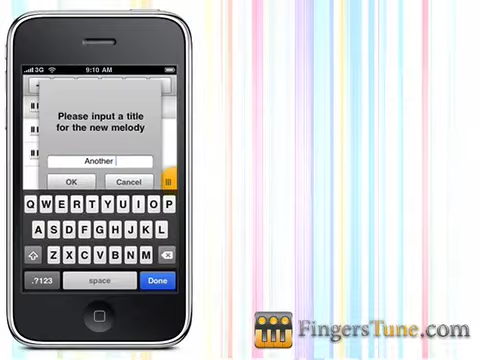 3G 9:10 AM
Please input a title
for the new melody
Another
OK Cancel
Q W E R T Y U I O P
A S D F G H J K L
Z X C V B N M
.?123 space Done
FingersTune.com